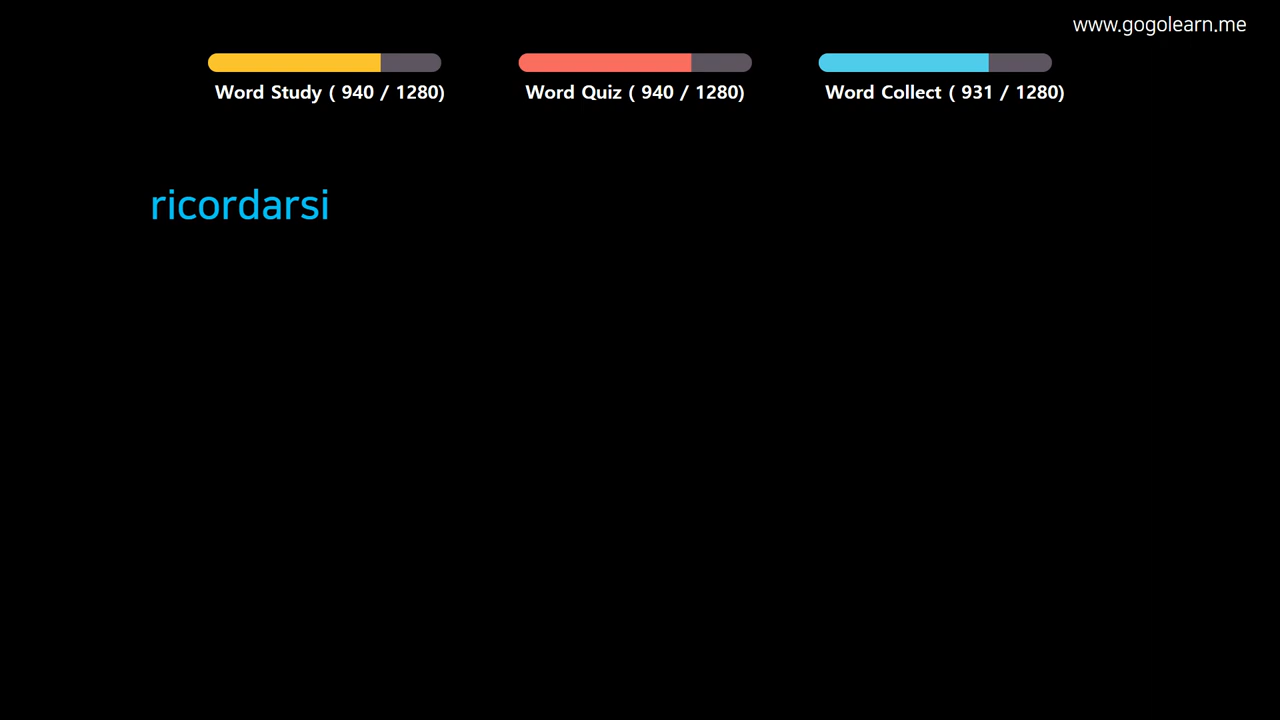 www.gogolearn.me
Word Study ( 940 / 1280)
Word Quiz ( 940 / 1280)
Word Collect ( 931 / 1280)
ricordarsi